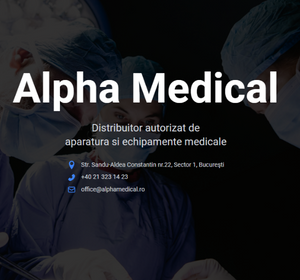 Alpha Medical
Distribuitor autorizat de
aparatura si echipamente medicale
Str. Sandu-Aldea Constantin nr.22, Sector 1, Bucureşti
+40 21 323 14 23
office@alphamedical.ro